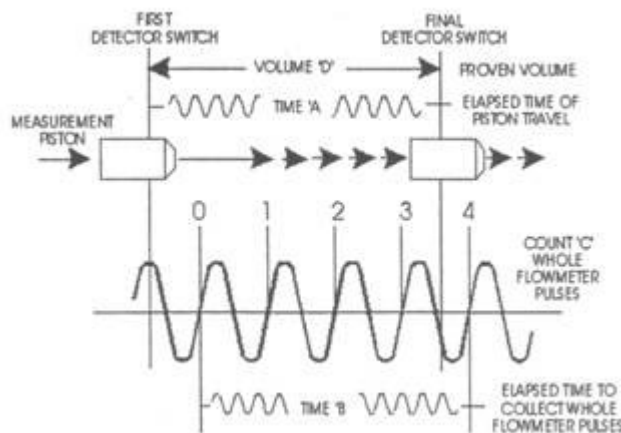 FIRST
DETECTOR SWITCH
FINAL
DETECTOR SWITCH
VOLUME 'D'
PROVEN VOLUME
TIME 'A
ELAPSED TIME OF
PISTON TRAVEL
MEASUREMENT
PISTON
0 1 2 3 4
COUNT 'C'
WHOLE
FLOWMETER
PULSES
TIME 'B
ELAPSED TIME TO
COLLECT WHOLE
FLOWMETER PULSES